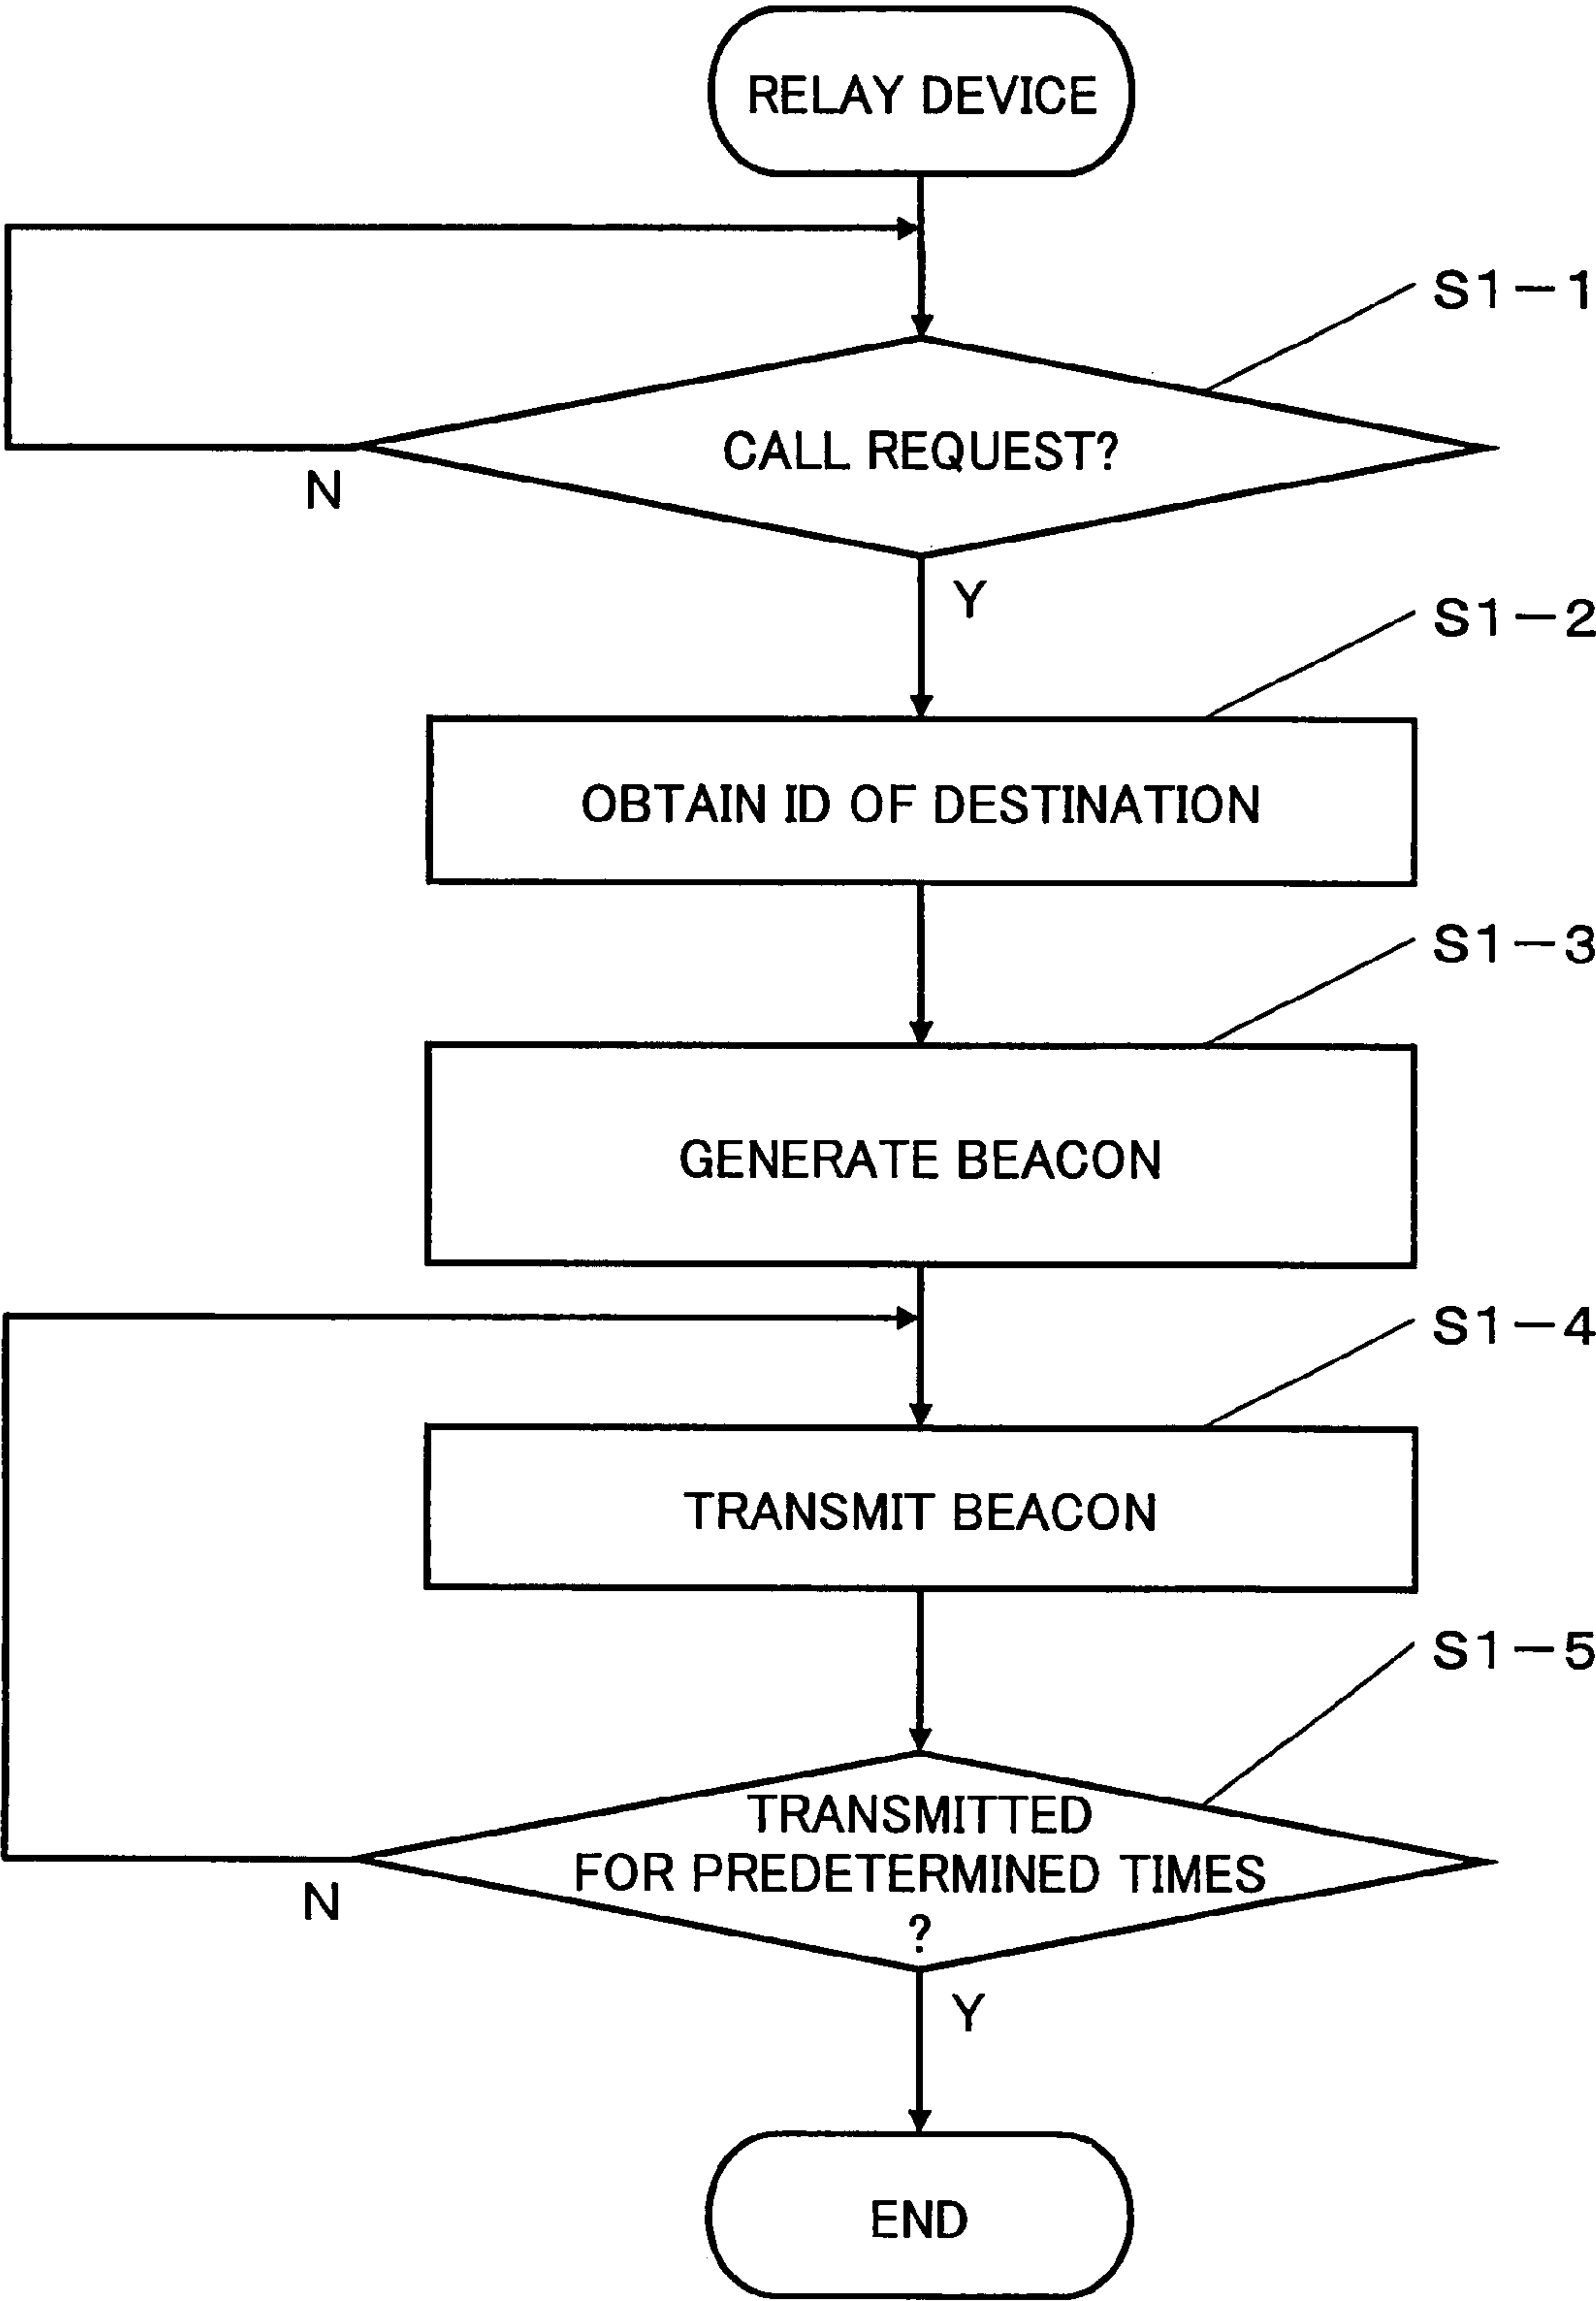 RELAY DEVICE
S1-1
CALL REQUEST?
N
Y
S1-2
OBTAIN ID OF DESTINATION
S1-3
GENERATE BEACON
S1-4
TRANSMIT BEACON
S1-5
TRANSMITTED
FOR PREDETERMINED TIMES
?
N
Y
END